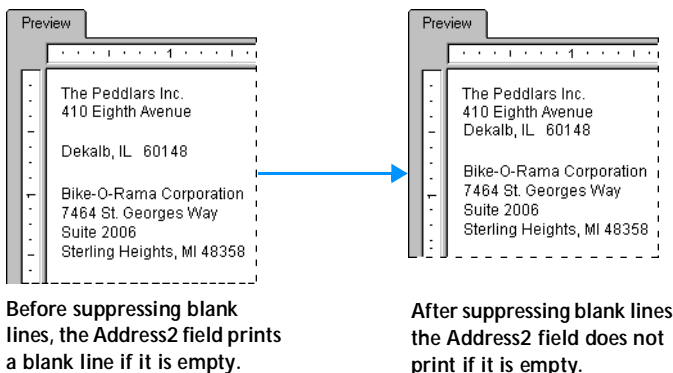 Preview
1
The Peddlars Inc.
410 Eighth Avenue
Dekalb, IL 60148
Bike-O-Rama Corporation
7464 St. Georges Way
Suite 2006
Sterling Heights, MI 48358
1
Before suppressing blank
lines, the Address2 field prints
a blank line if it is empty.
Preview
1
The Peddlars Inc.
410 Eighth Avenue
Dekalb, IL 60148
Bike-O-Rama Corporation
7464 St. Georges Way
Suite 2006
Sterling Heights, MI 48358
1
After suppressing blank lines
the Address2 field does not
print if it is empty.